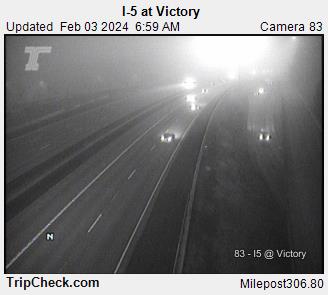 I-5 at Victory
Updated Feb 03 2024 6:59 AM Camera 83
T
N
83 - I5 @ Victory
TripCheck.com Milepost306.80